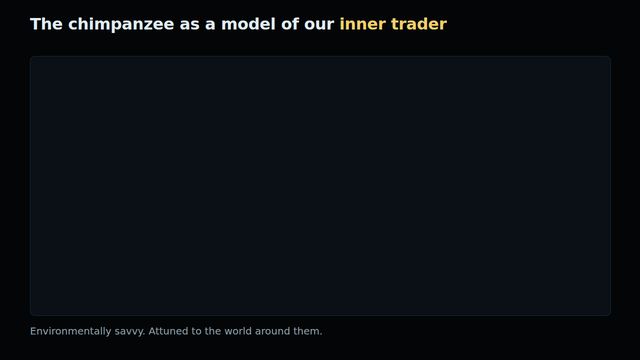 The chimpanzee as a model of our inner trader
Environmentally savvy. Attuned to the world around them.